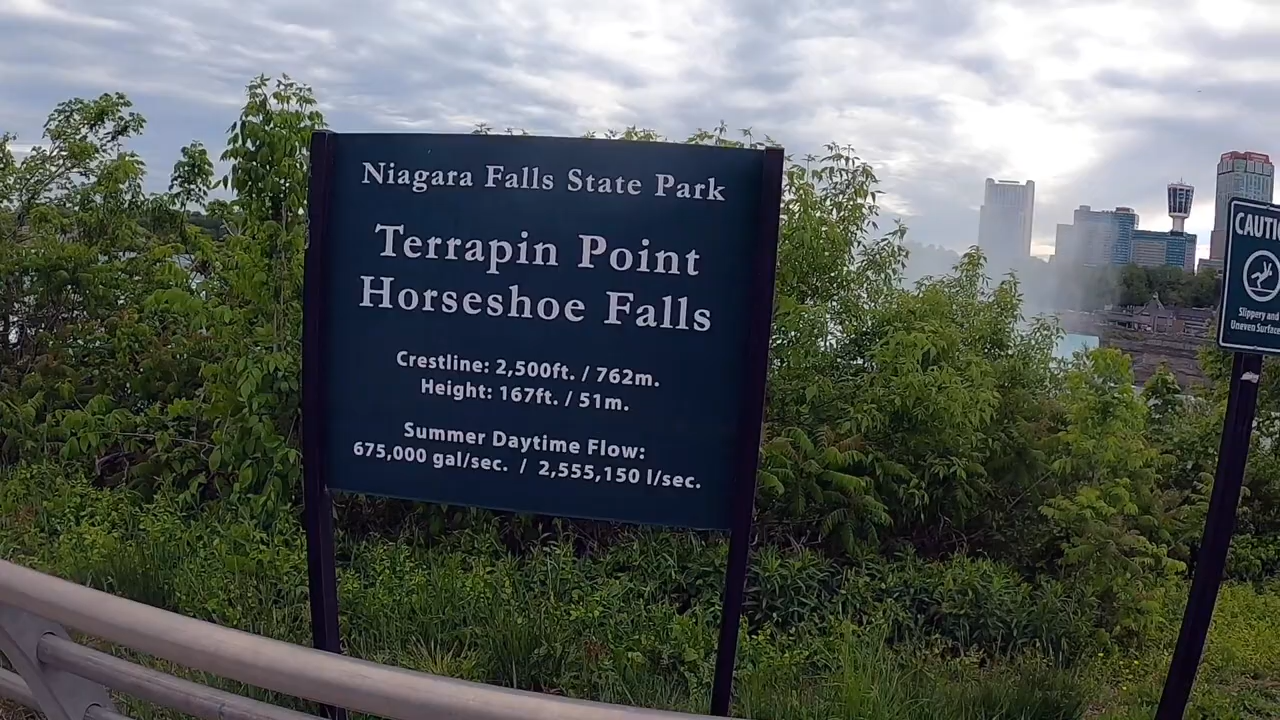 Niagara Falls State Park
Terrapin Point
Horseshoe Falls
Crestline: 2,500ft. / 762m.
Height: 167ft. / 51m.
Summer Daytime Flow:
675,000 gal/sec. / 2,555,150 l/sec.
CAUTI
Slippery and
Uneven Surface